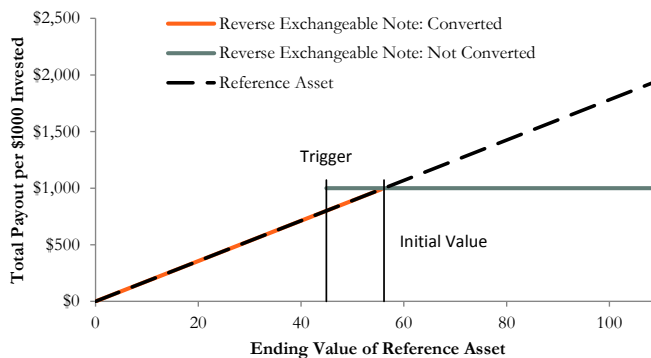 $2,500
$2,000
$1,500
$1,000
$500
$0
Total Payout per $1000 Invested
Reverse Exchangeable Note: Converted
Reverse Exchangeable Note: Not Converted
Reference Asset
Trigger
Initial Value
0 20 40 60 80 100
Ending Value of Reference Asset